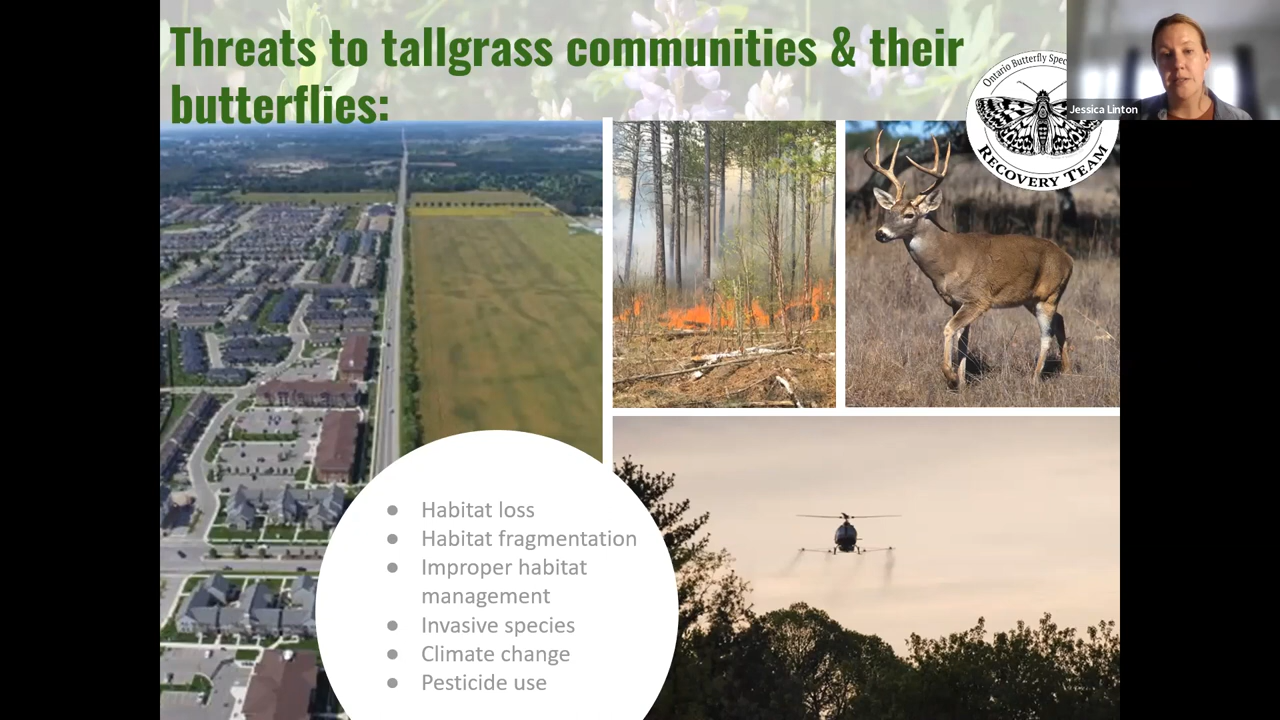 Threats to tallgrass communities & their
butterflies:
Ontario Butterfly
RECOVERY TEAM
Jessica Linton
● Habitat loss
● Habitat fragmentation
● Improper habitat
management
● Invasive species
● Climate change
● Pesticide use